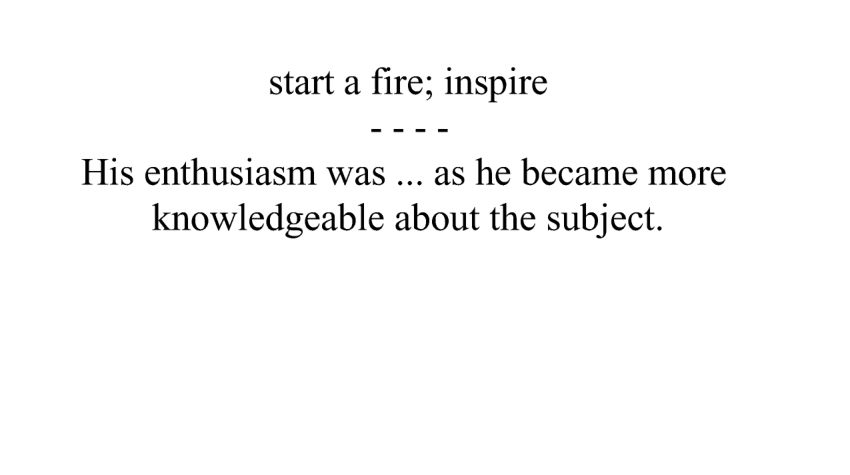 start a fire; inspire
- - - -
His enthusiasm was ... as he became more
knowledgeable about the subject.